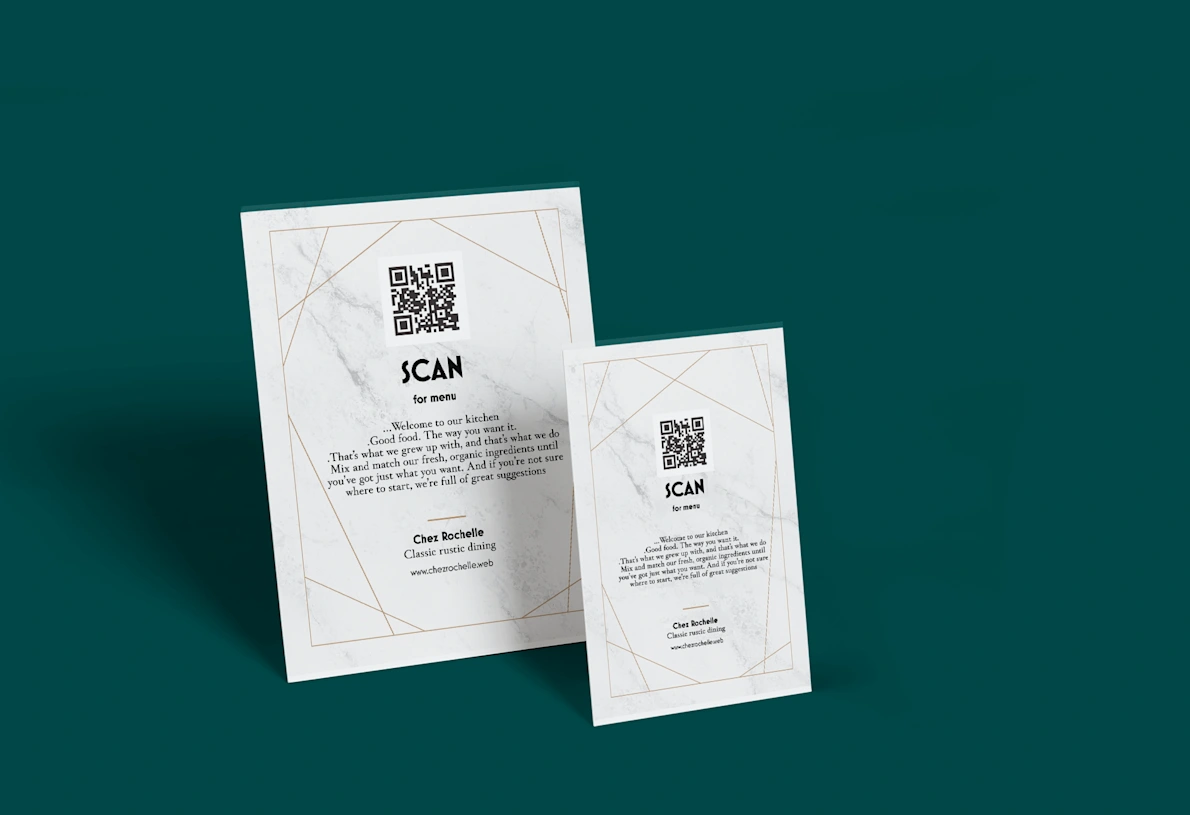 SCAN
for menu
...Welcome to our kitchen
.Good food. The way you want it.
.That's what we grew up with, and that's what we do
Mix and match our fresh, organic ingredients until
you've got just what you want. And if you're not sure
where to start, we're full of great suggestions
Chez Rochelle
Classic rustic dining
www.chezrochelle.web
SCAN
for menu
...Welcome to our kitchen
.Good food. The way you want it.
.That's what we grew up with, and that's what we do
Mix and match our fresh, organic ingredients until
you've got just what you want. And if you're not sure
where to start, we're full of great suggestions
Chez Rochelle
Classic rustic dining
www.chezrochelle.web